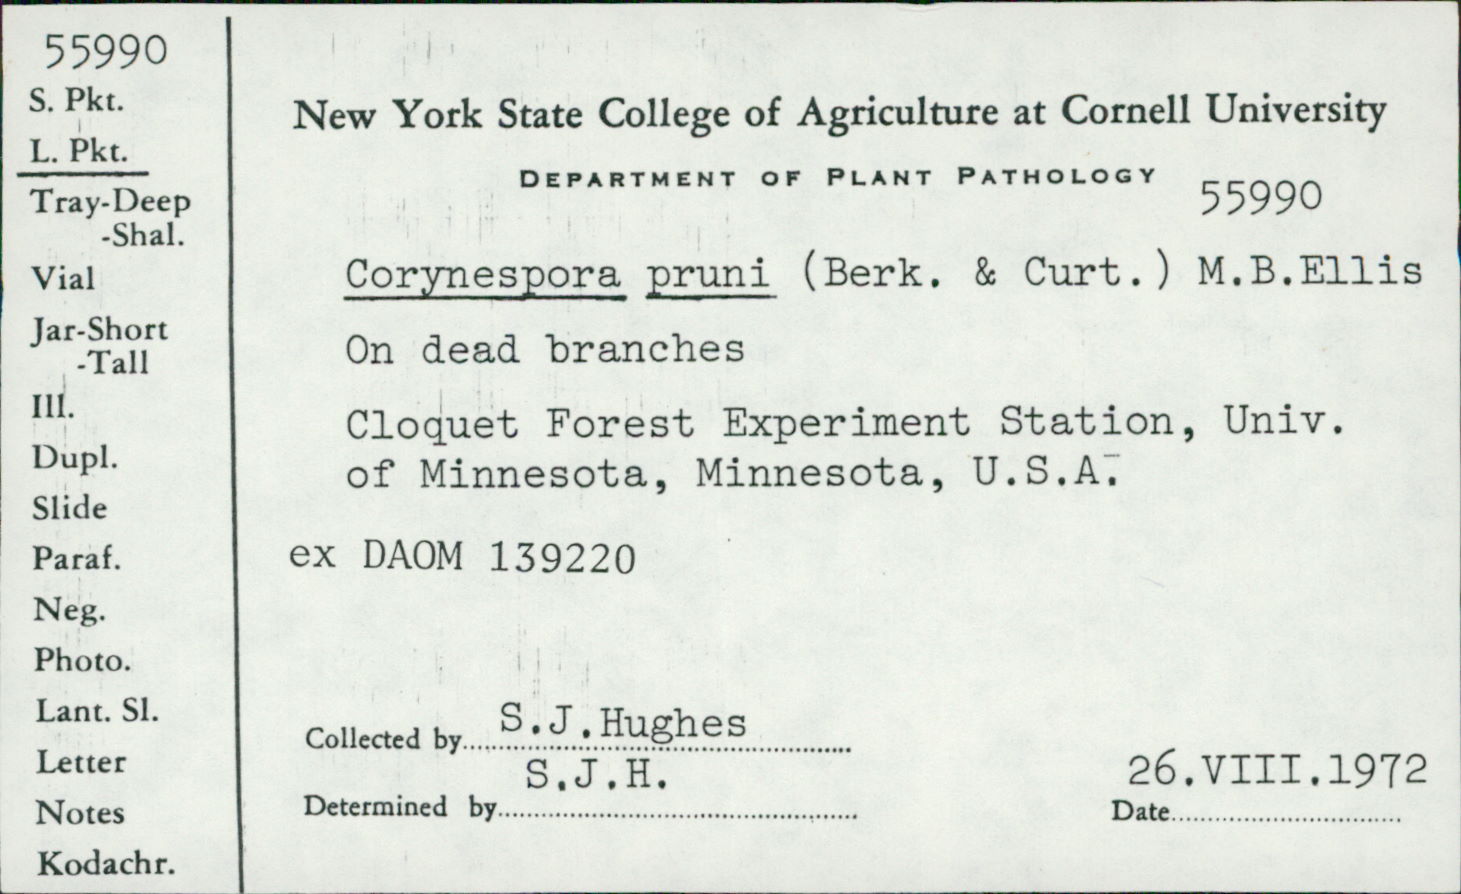 55990
S. Pkt.
L. Pkt.
Tray-Deep
-Shal.
Vial
Jar-Short
-Tall
Ill.
Dupl.
Slide
Paraf.
Neg.
Photo.
Lant. Sl.
Letter
Notes
Kodachr.
New York State College of Agriculture at Cornell University
DEPARTMENT OF PLANT PATHOLOGY
55990
Corynespora pruni (Berk. & Curt.) M.B.Ellis
On dead branches
Cloquet Forest Experiment Station, Univ.
of Minnesota, Minnesota, U.S.A.
ex DAOM 139220
Collected by S.J.Hughes
Determined by S.J.H.
26.VIII.1972
Date